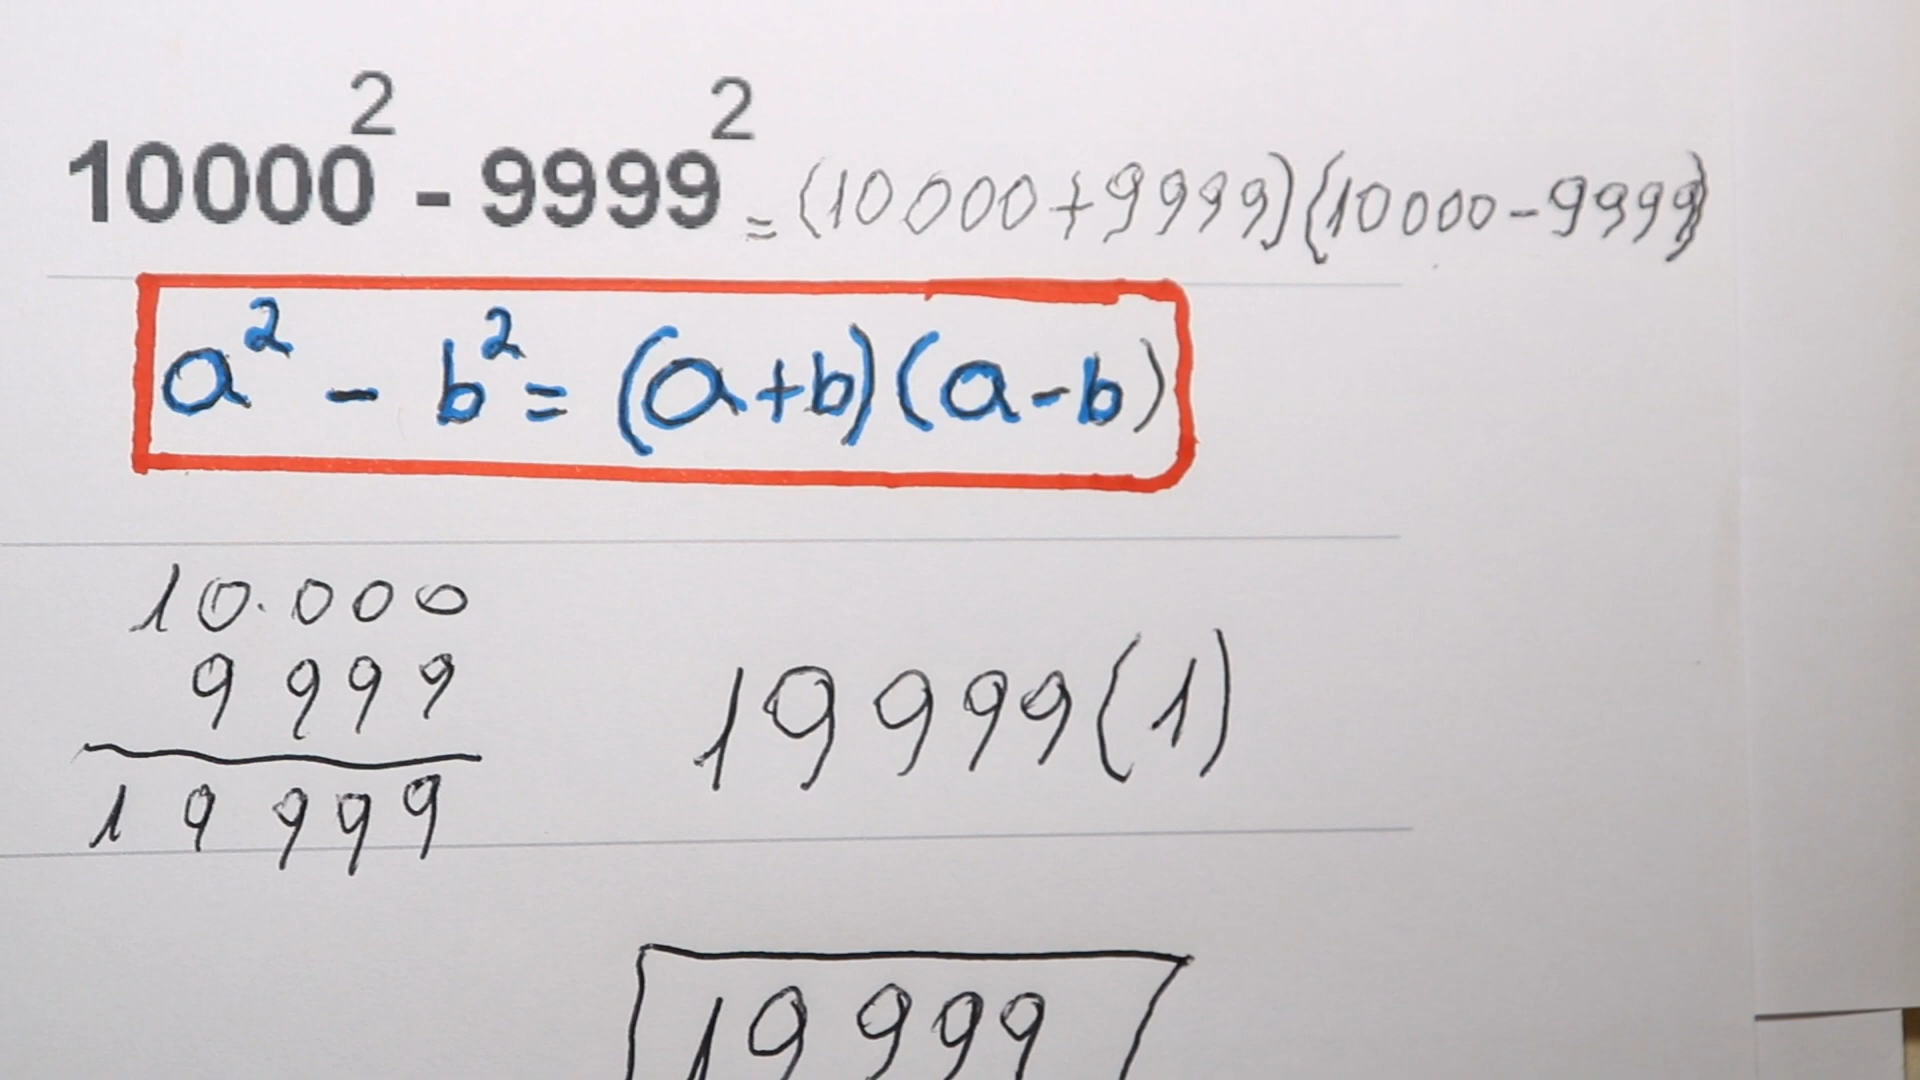 10000² - 9999² = (10000+9999)(10000-9999)
a² - b² = (a+b)(a-b)
10.000
9999
19999
19999(1)
19999